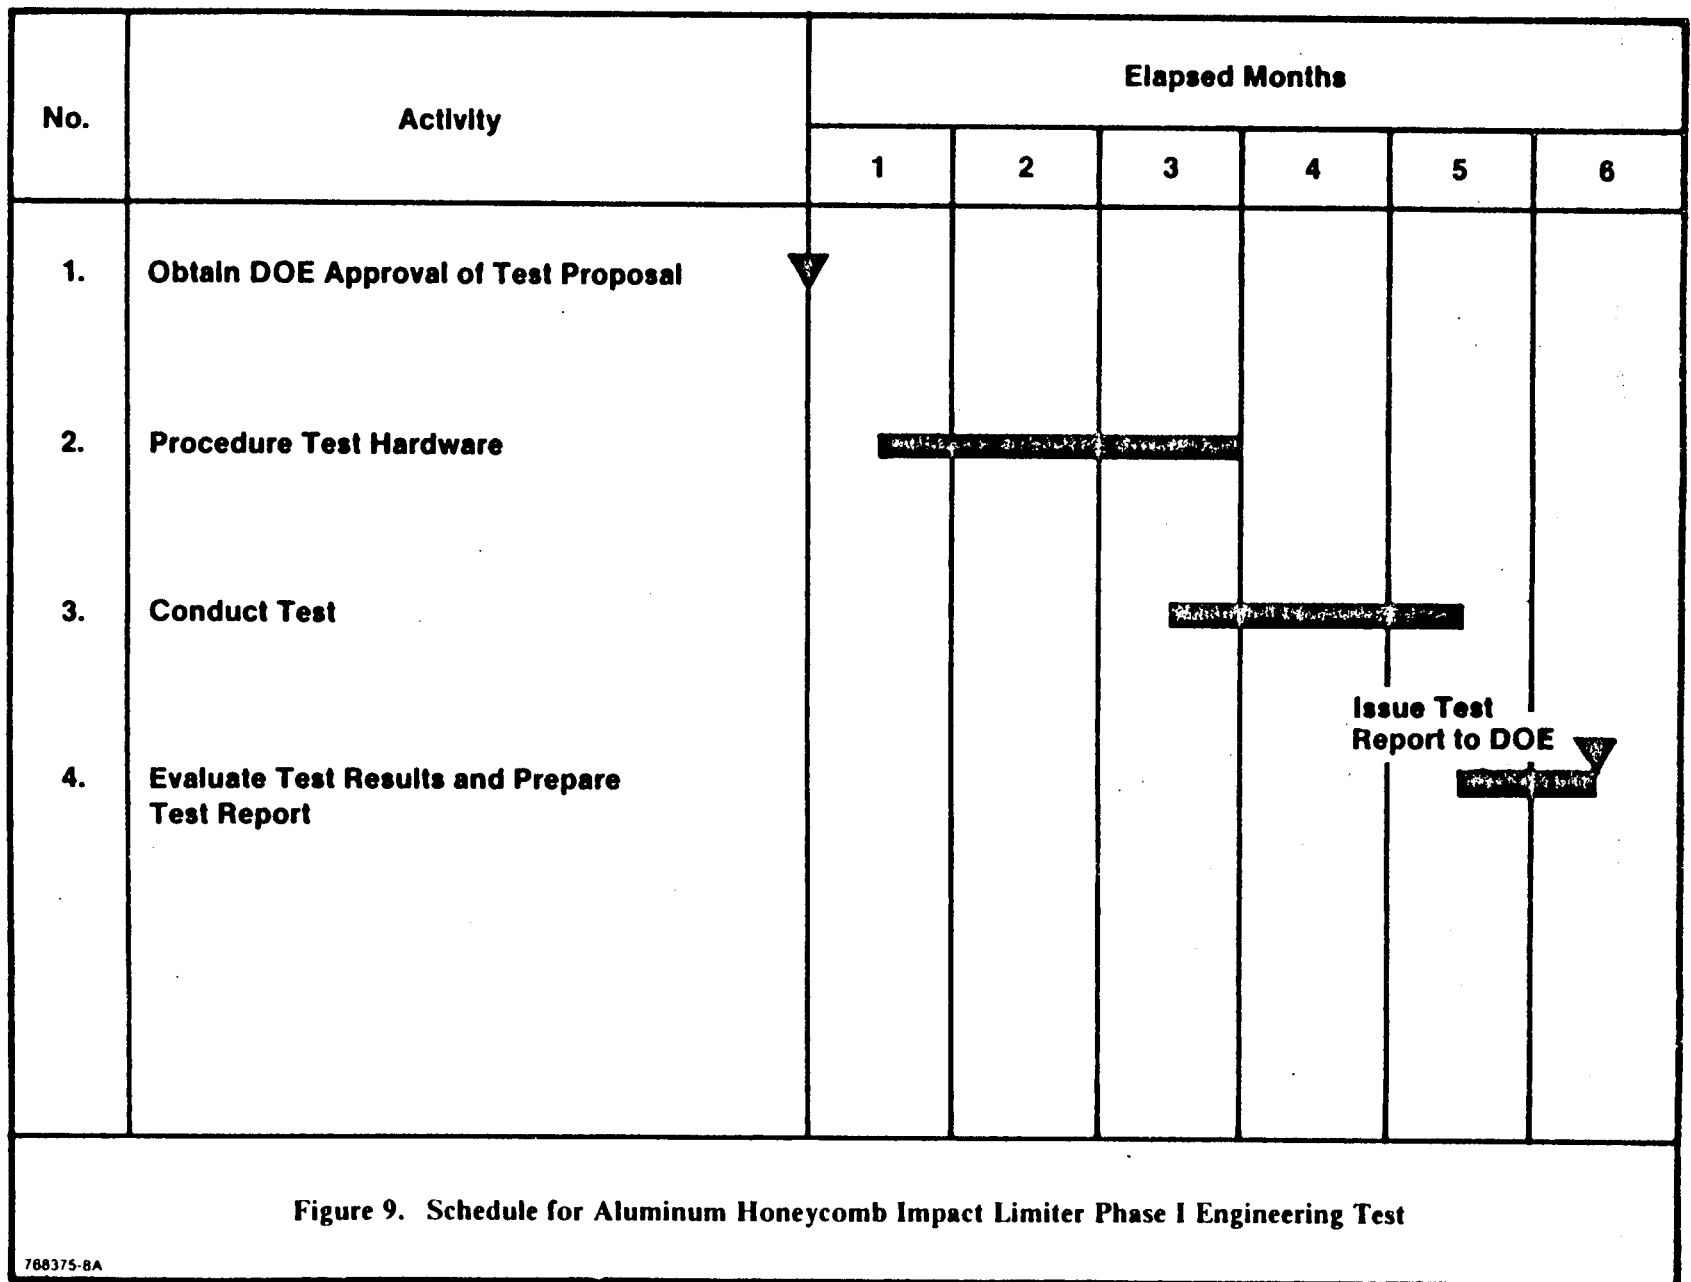 No.
Activity
Elapsed Months
1
2
3
4
5
6
1.
Obtain DOE Approval of Test Proposal
2.
Procedure Test Hardware
3.
Conduct Test
Issue Test
Report to DOE
4.
Evaluate Test Results and Prepare
Test Report
Figure 9. Schedule for Aluminum Honeycomb Impact Limiter Phase I Engineering Test
768375-8A